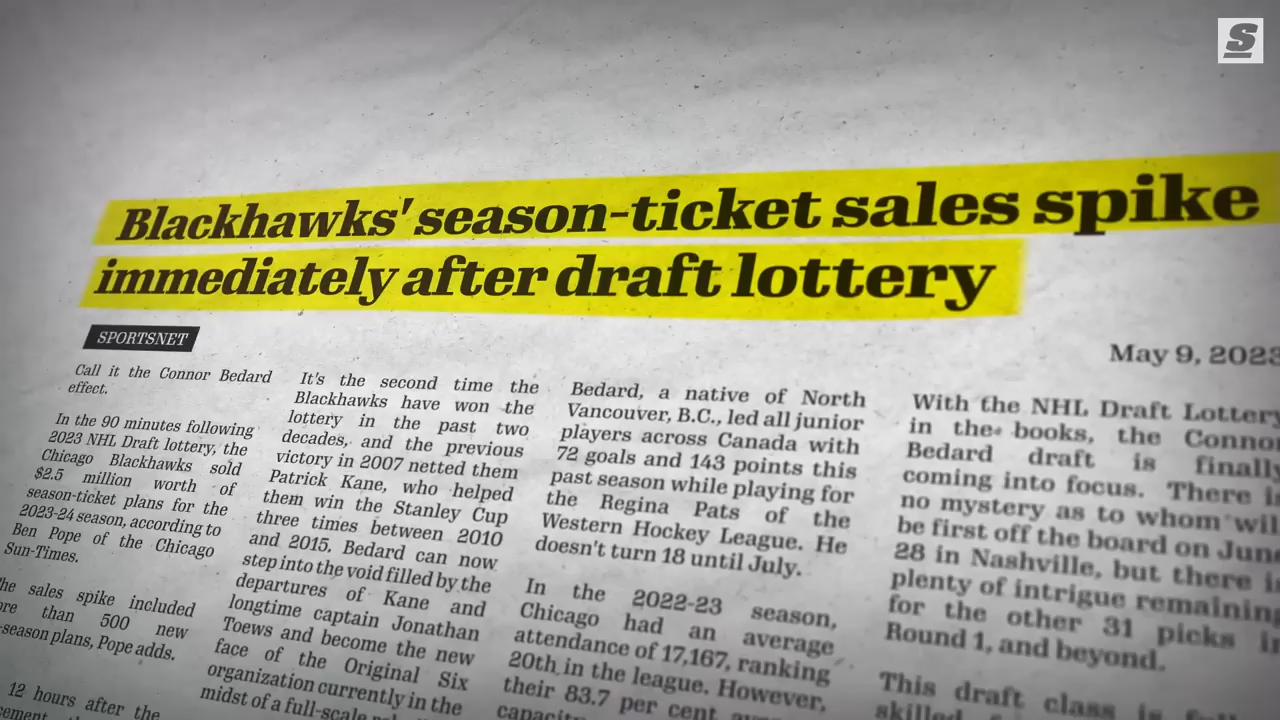 S
Blackhawks' season-ticket sales spike
immediately after draft lottery
SPORTSNET
May 9, 2023
Call it the Connor Bedard
effect.
In the 90 minutes following
2023 NHL Draft lottery, the
Chicago Blackhawks sold
$2.5 million worth of
season-ticket plans for the
2023-24 season, according to
Ben Pope of the Chicago
Sun-Times.
sales spike included
than 500 new
-season plans, Pope adds.
12 hours after the
It's the second time the
Blackhawks have won the
lottery in the past two
decades, and the previous
victory in 2007 netted them
Patrick Kane, who helped
them win the Stanley Cup
three times between 2010
and 2015. Bedard can now
step into the void filled by the
departures of Kane and
longtime captain Jonathan
Toews and become the new
face of the Original Six
organization currently in the
midst of a full-scale
Bedard, a native of North
Vancouver, B.C., led all junior
players across Canada with
72 goals and 143 points this
past season while playing for
the Regina Pats of the
Western Hockey League. He
doesn't turn 18 until July.
In the 2022-23 season,
Chicago had an average
attendance of 17,167, ranking
20th in the league. However,
their 83.7 per cent
With the NHL Draft Lottery
in the books, the Connor
Bedard draft is finally
coming into focus. There
no mystery as to whom will
be first off the board on June
28 in Nashville, but there
plenty of intrigue remaining
for the other 31 picks
Round 1, and beyond.
This draft class is
skilled